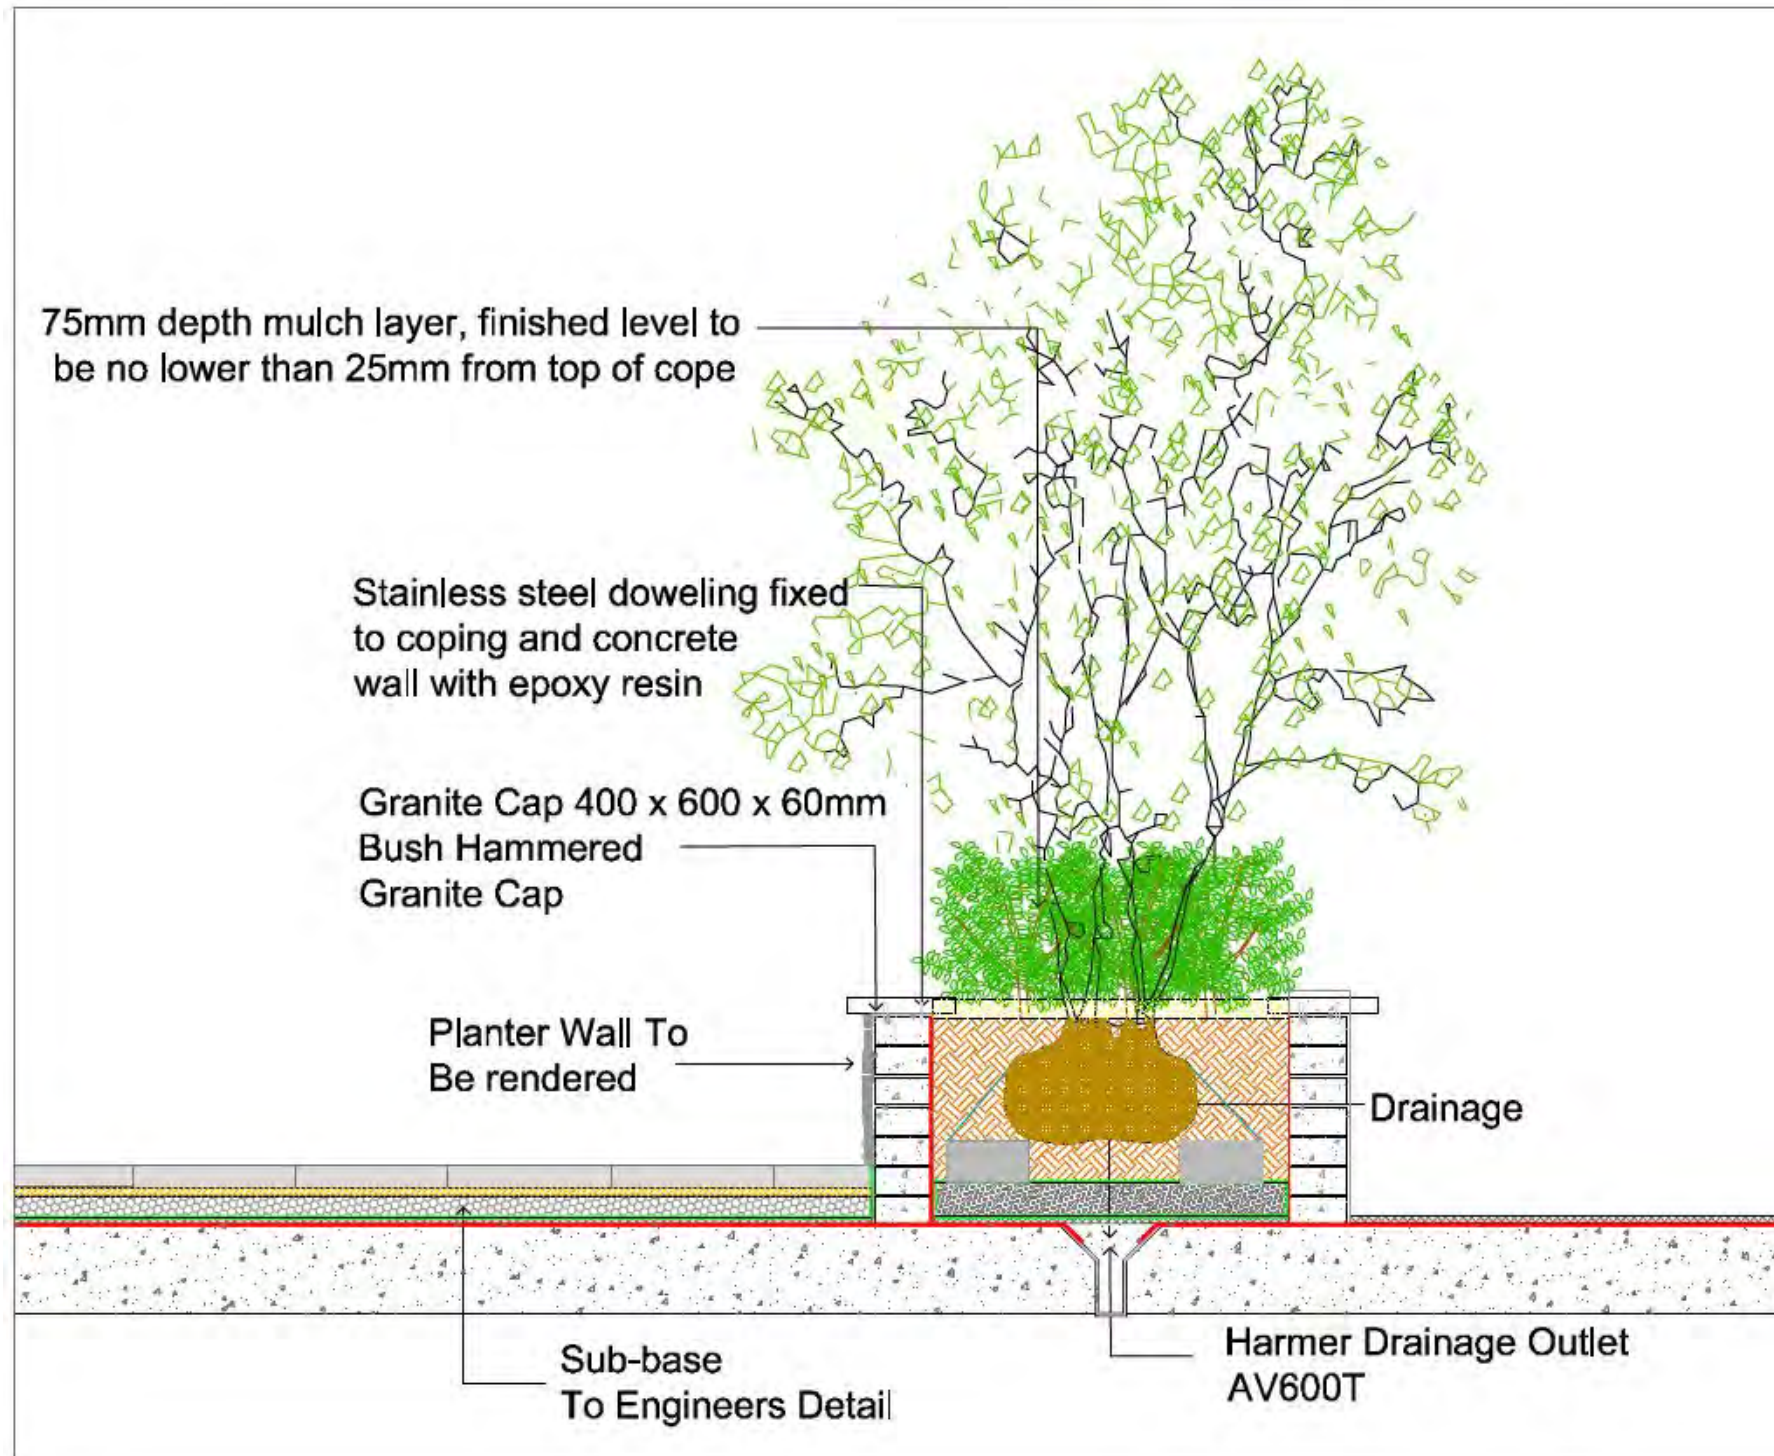 75mm depth mulch layer, finished level to
be no lower than 25mm from top of cope
Stainless steel doweling fixed
to coping and concrete
wall with epoxy resin
Granite Cap 400 x 600 x 60mm
Bush Hammered
Granite Cap
Planter Wall To
Be rendered
Drainage
Harmer Drainage Outlet
AV600T
Sub-base
To Engineers Detail